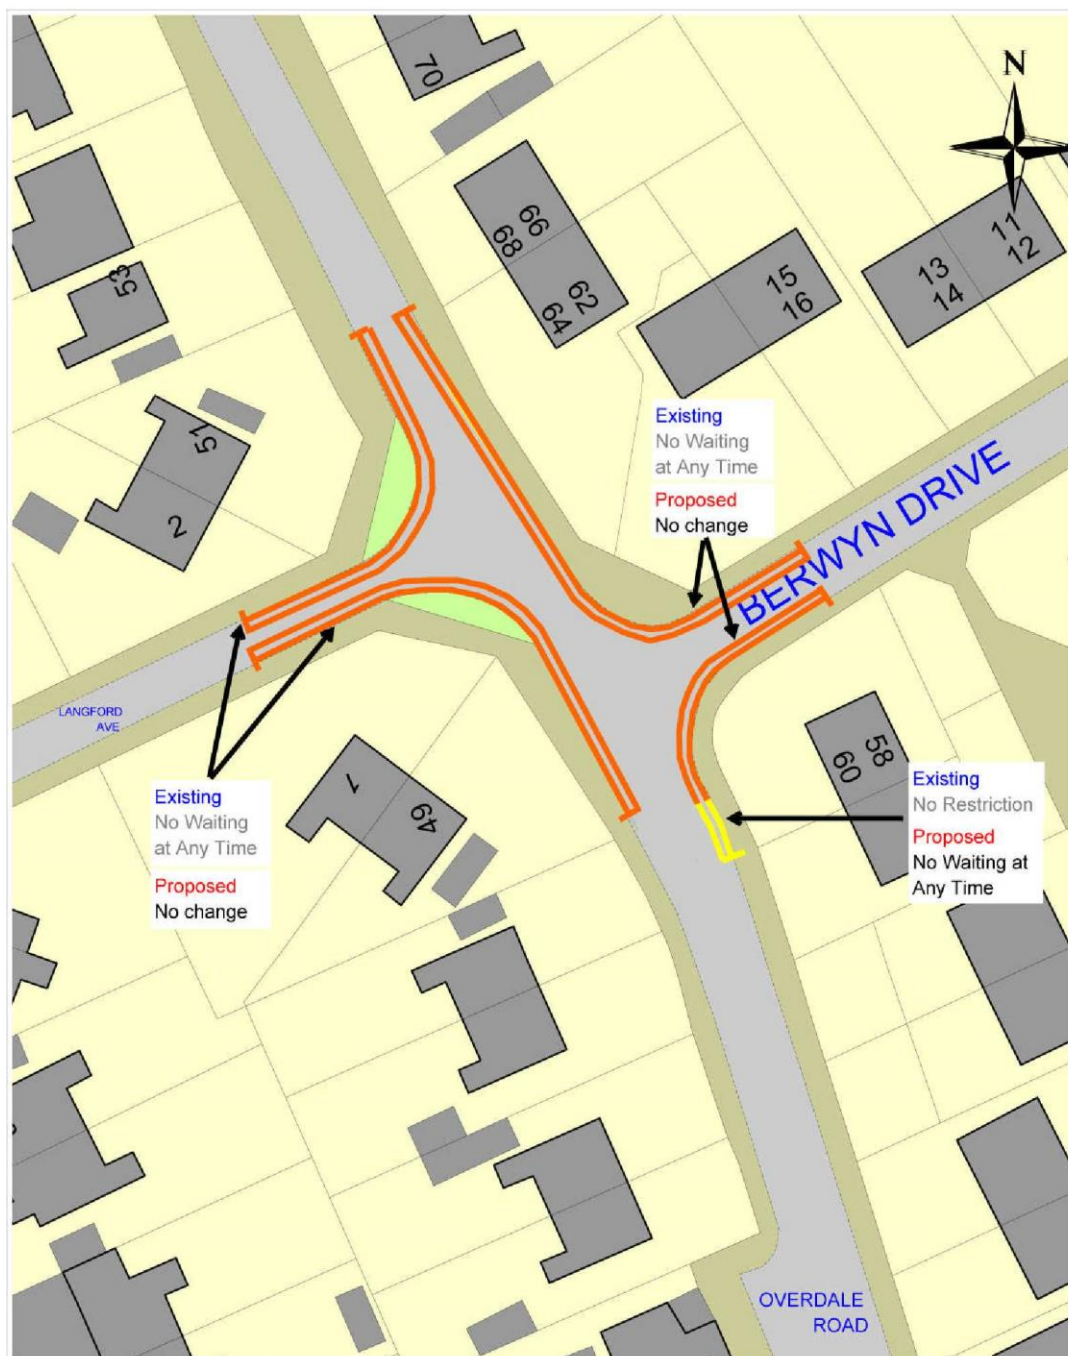 N
70
66
68
62
64
53
51
2
11
12
13
14
15
16
Existing
No Waiting
at Any Time
Proposed
No change
BERWYN DRIVE
LANGFORD
AVE
1
49
58
60
Existing
No Waiting
at Any Time
Proposed
No change
Existing
No Restriction
Proposed
No Waiting at
Any Time
OVERDALE
ROAD